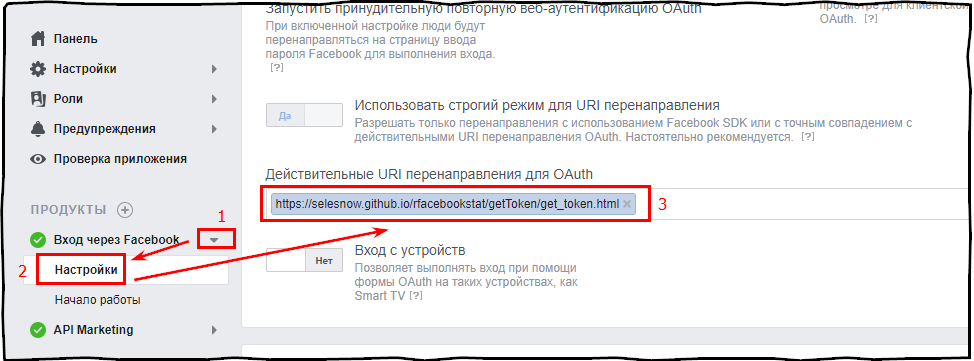 Панель
Настройки
Роли
Предупреждения
Проверка приложения
ПРОДУКТЫ
1
Вход через Facebook
2
Настройки
Начало работы
API Marketing
Запустить принудительную повторную веб-аутентификацию OAuth
При включенной настройке люди будут
перенаправляться на страницу ввода
пароля Facebook для выполнения входа.
[?]
просмотре для клиентской
OAuth. [?]
Да
Использовать строгий режим для URI перенаправления
Разрешать только перенаправления с использованием Facebook SDK или с точным совпадением с
действительными URI перенаправления OAuth. Настоятельно рекомендуется. [?]
Действительные URI перенаправления для OAuth
https://selesnow.github.io/rfacebookstat/getToken/get_token.html ×
3
Нет
Вход с устройств
Позволяет выполнять вход при помощи
формы OAuth на таких устройствах, как
Smart TV [?]